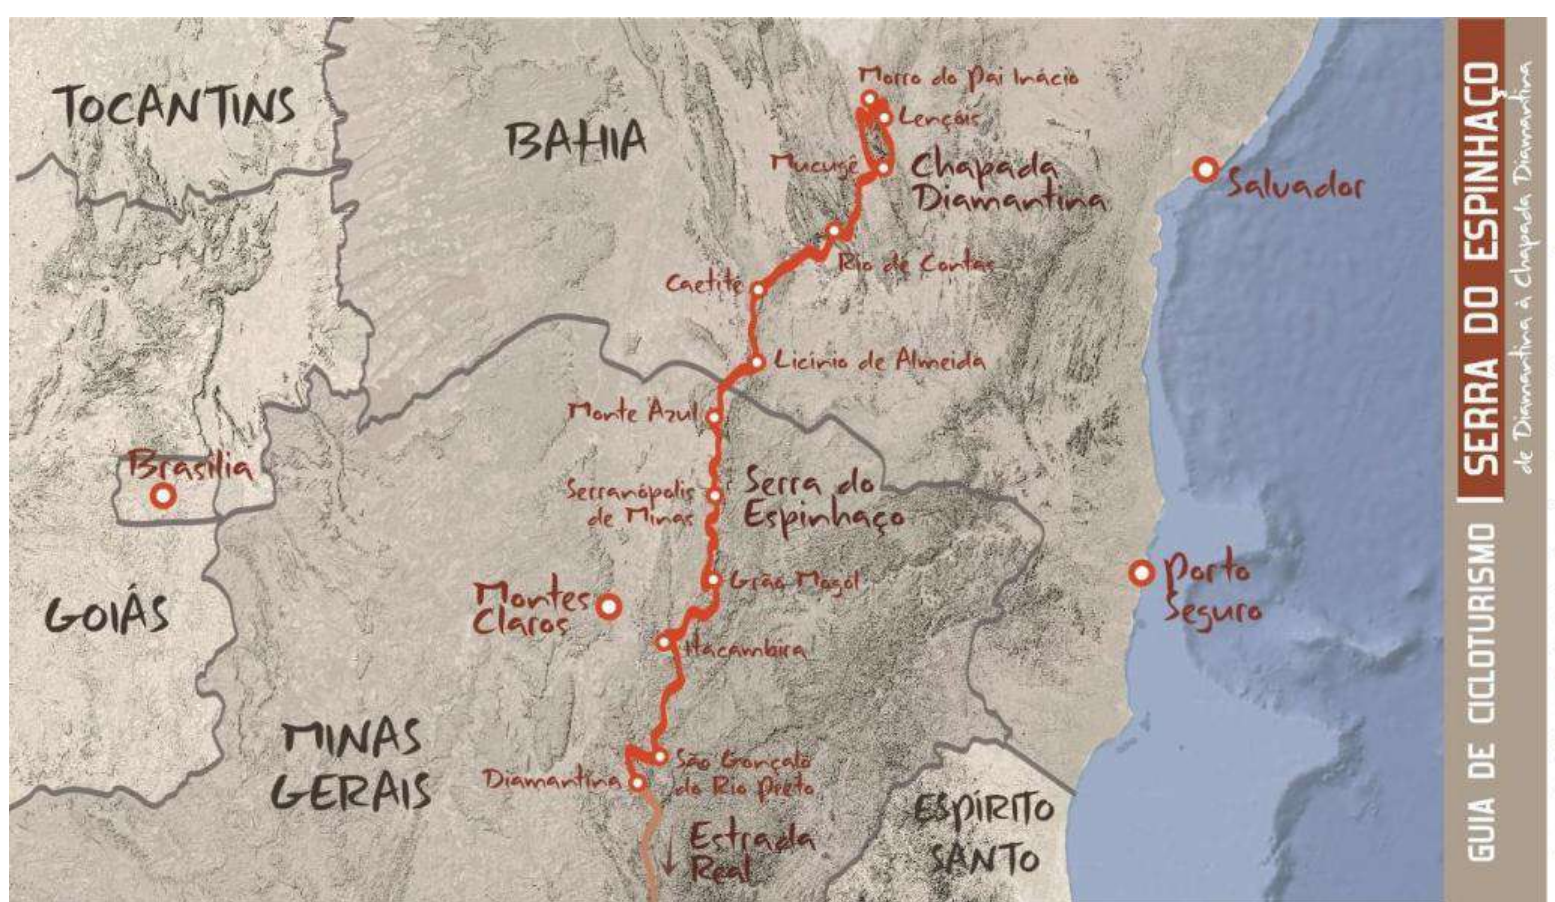 Morro do Pai Inácio
Lençóis
TOCANTINS
BAHIA
Mucugê
Chapada
Diamantina
Salvador
Rio de Contas
Caetité
Licínio de Almeida
Monte Azul
Brasília
Serranópolis
de Minas
Serra do
Espinhaço
Grão Mogol
Montes
Claros
Porto
Seguro
GOIÁS
Itacambira
MINAS
GERAIS
São Gonçalo
do Rio Preto
Diamantina
ESPÍRITO
SANTO
Estrada
Real
GUIA DE CICLOTURISMO | SERRA DO ESPINHAÇO
de Diamantina à Chapada Diamantina